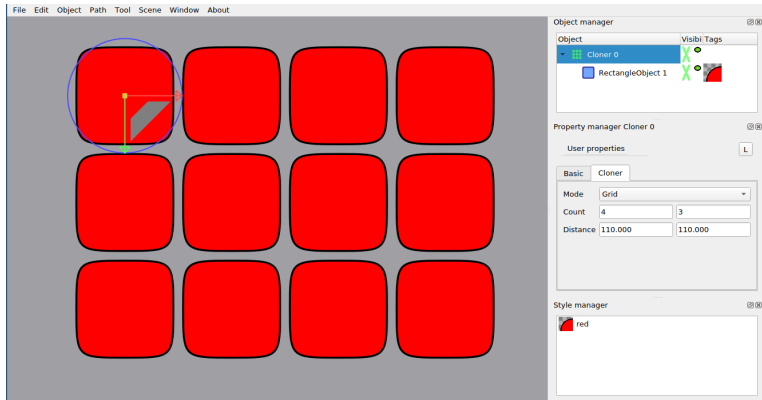 File Edit Object Path Tool Scene Window About
Object manager
Object Visibi Tags
Cloner 0
RectangleObject 1
Property manager Cloner 0
User properties L
Basic Cloner
Mode Grid
Count 4 3
Distance 110.000 110.000
Style manager
red